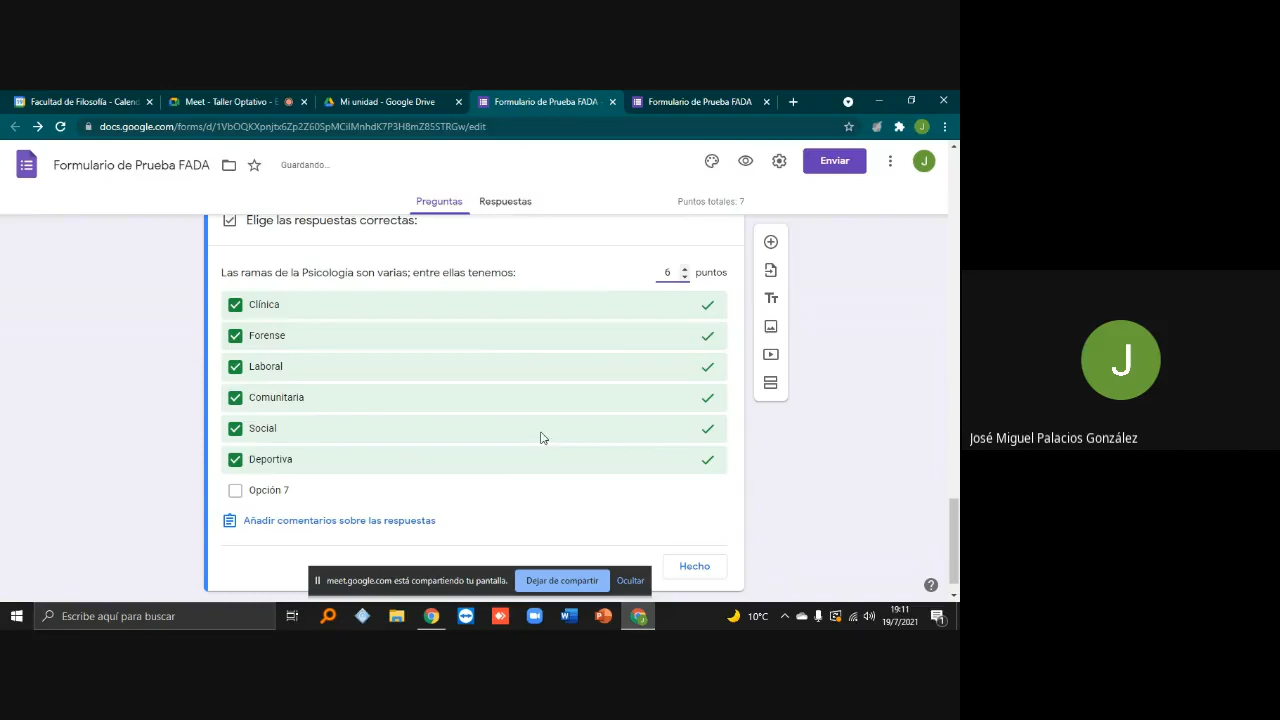 Facultad de Filosofía - Calend
Meet - Taller Optativo - E
Mi unidad - Google Drive
Formulario de Prueba FADA
Formulario de Prueba FADA
docs.google.com/forms/d/1VbOQKXpnjtx6Zp2Z60SpMCiIMnhdK7P3H8mZ85STRGw/edit
J
Formulario de Prueba FADA
Guardando...
Enviar
J
Preguntas
Respuestas
Puntos totales: 7
Elige las respuestas correctas:
Las ramas de la Psicología son varias; entre ellas tenemos:
6
puntos
Clínica
Forense
Laboral
Comunitaria
Social
Deportiva
Opción 7
Añadir comentarios sobre las respuestas
Hecho
meet.google.com está compartiendo tu pantalla.
Dejar de compartir
Ocultar
Escribe aquí para buscar
10°C
19:11
19/7/2021
1
J
José Miguel Palacios González